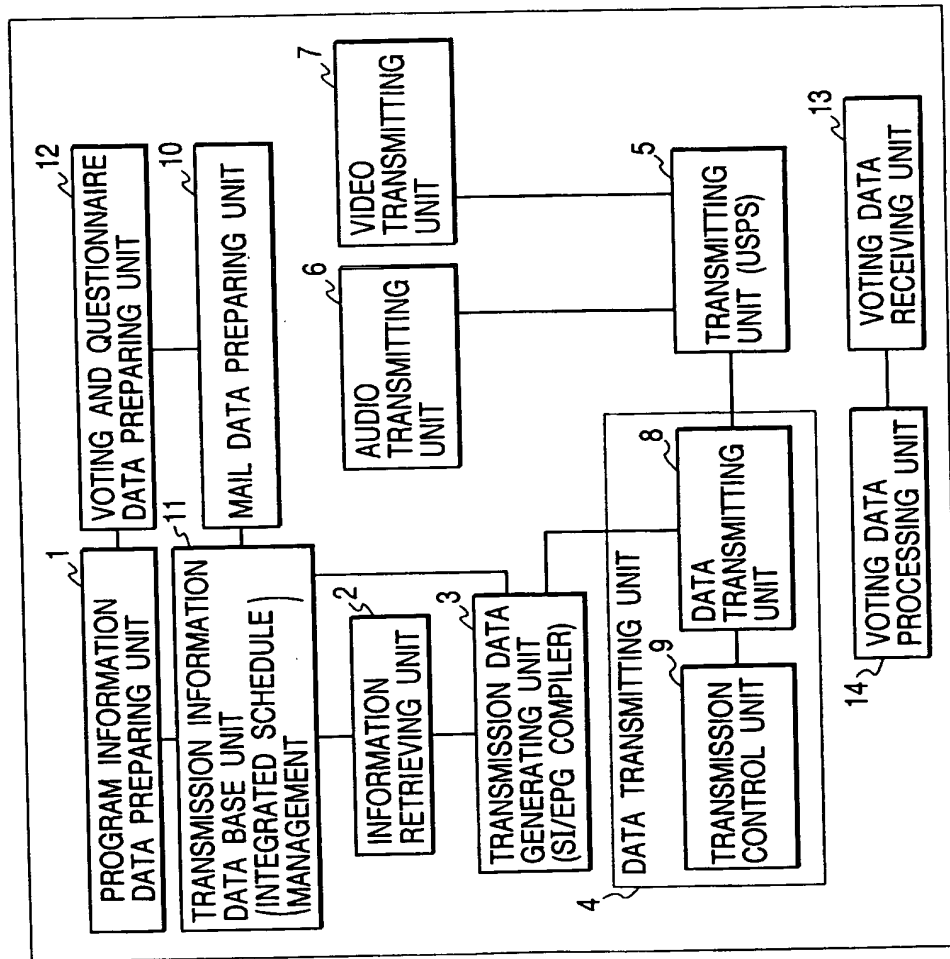 1
PROGRAM INFORMATION
DATA PREPARING UNIT
12
VOTING AND QUESTIONNAIRE
DATA PREPARING UNIT
11
TRANSMISSION INFORMATION
DATA BASE UNIT
(INTEGRATED SCHEDULE)
(MANAGEMENT
10
MAIL DATA PREPARING UNIT
2
INFORMATION
RETRIEVING UNIT
6
AUDIO
TRANSMITTING
UNIT
7
VIDEO
TRANSMITTING
UNIT
3
TRANSMISSION DATA
GENERATING UNIT
(SI/EPG COMPILER)
4
DATA TRANSMITTING UNIT
9
TRANSMISSION
CONTROL UNIT
8
DATA
TRANSMITTING
UNIT
5
TRANSMITTING
UNIT (USPS)
14
VOTING DATA
PROCESSING UNIT
13
VOTING DATA
RECEIVING UNIT